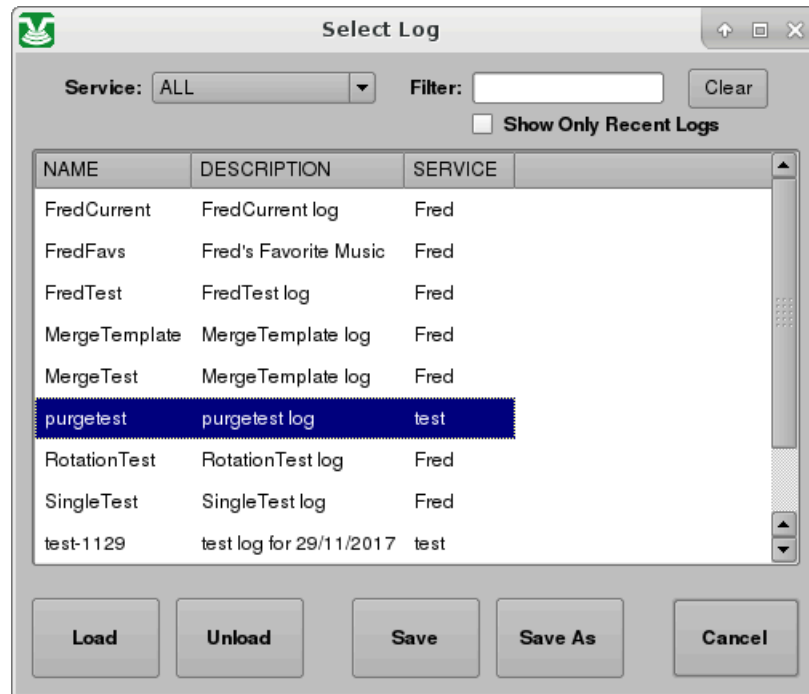 Select Log
Service: ALL Filter: Clear
Show Only Recent Logs
NAME DESCRIPTION SERVICE
FredCurrent FredCurrent log Fred
FredFavs Fred's Favorite Music Fred
FredTest FredTest log Fred
MergeTemplate MergeTemplate log Fred
MergeTest MergeTemplate log Fred
purgetest purgetest log test
RotationTest RotationTest log Fred
SingleTest SingleTest log Fred
test-1129 test log for 29/11/2017 test
Load Unload Save Save As Cancel